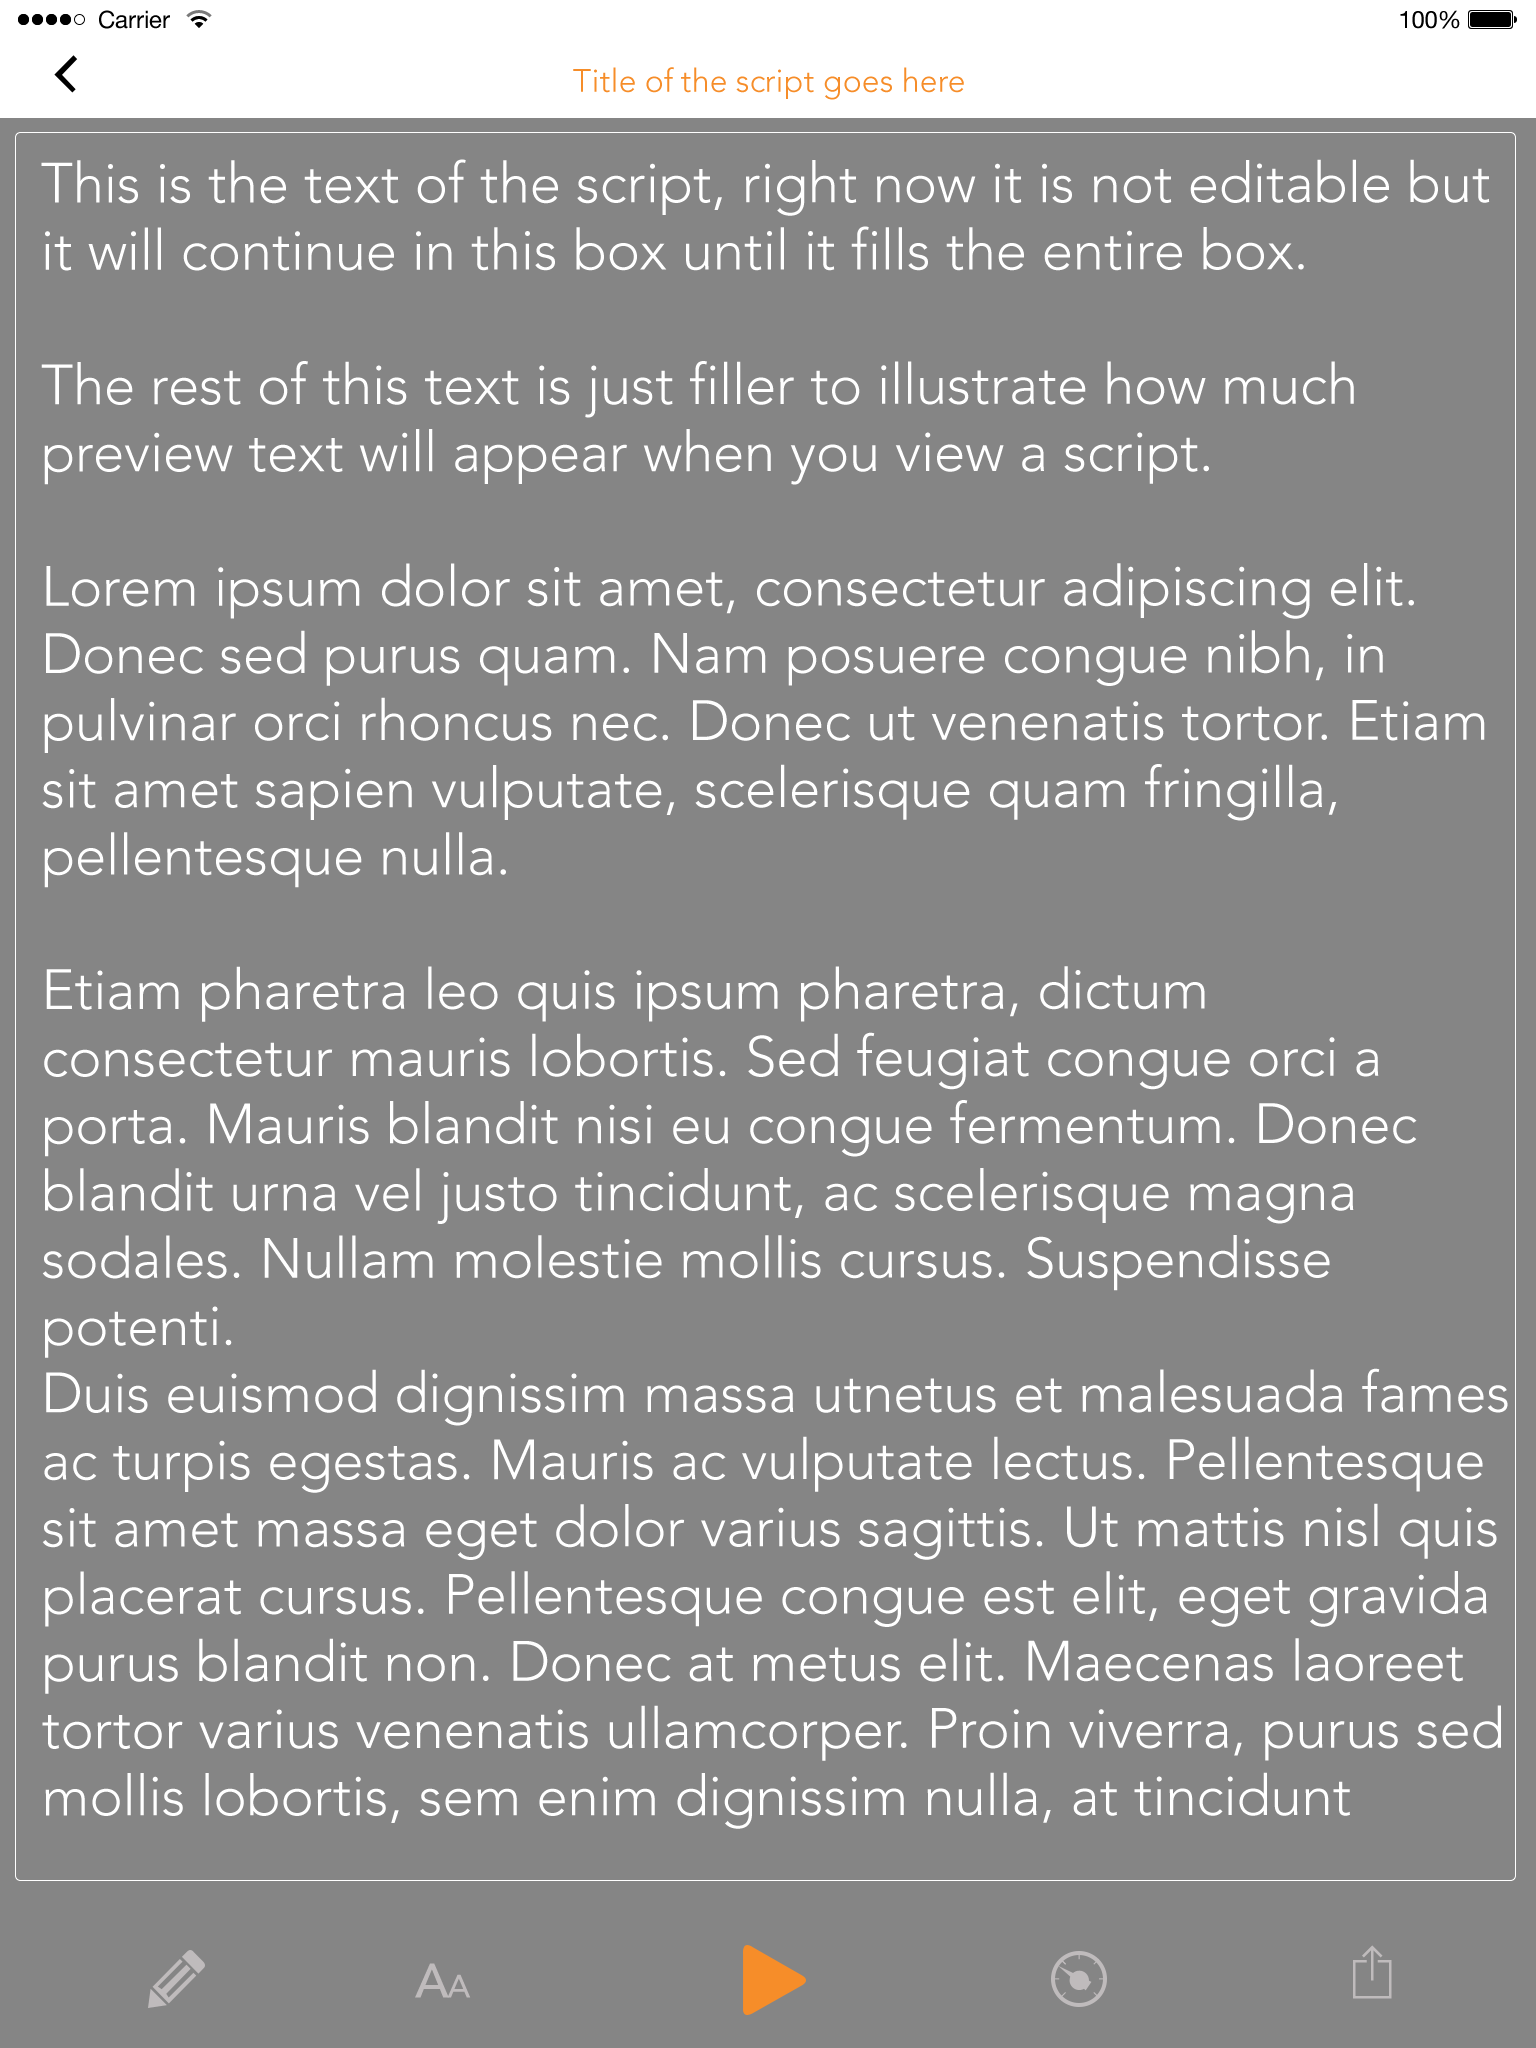 Carrier
100%
Title of the script goes here
This is the text of the script, right now it is not editable but
it will continue in this box until it fills the entire box.
The rest of this text is just filler to illustrate how much
preview text will appear when you view a script.
Lorem ipsum dolor sit amet, consectetur adipiscing elit.
Donec sed purus quam. Nam posuere congue nibh, in
pulvinar orci rhoncus nec. Donec ut venenatis tortor. Etiam
sit amet sapien vulputate, scelerisque quam fringilla,
pellentesque nulla.
Etiam pharetra leo quis ipsum pharetra, dictum
consectetur mauris lobortis. Sed feugiat congue orci a
porta. Mauris blandit nisi eu congue fermentum. Donec
blandit urna vel justo tincidunt, ac scelerisque magna
sodales. Nullam molestie mollis cursus. Suspendisse
potenti.
Duis euismod dignissim massa utnetus et malesuada fames
ac turpis egestas. Mauris ac vulputate lectus. Pellentesque
sit amet massa eget dolor varius sagittis. Ut mattis nisl quis
placerat cursus. Pellentesque congue est elit, eget gravida
purus blandit non. Donec at metus elit. Maecenas laoreet
tortor varius venenatis ullamcorper. Proin viverra, purus sed
mollis lobortis, sem enim dignissim nulla, at tincidunt
AA